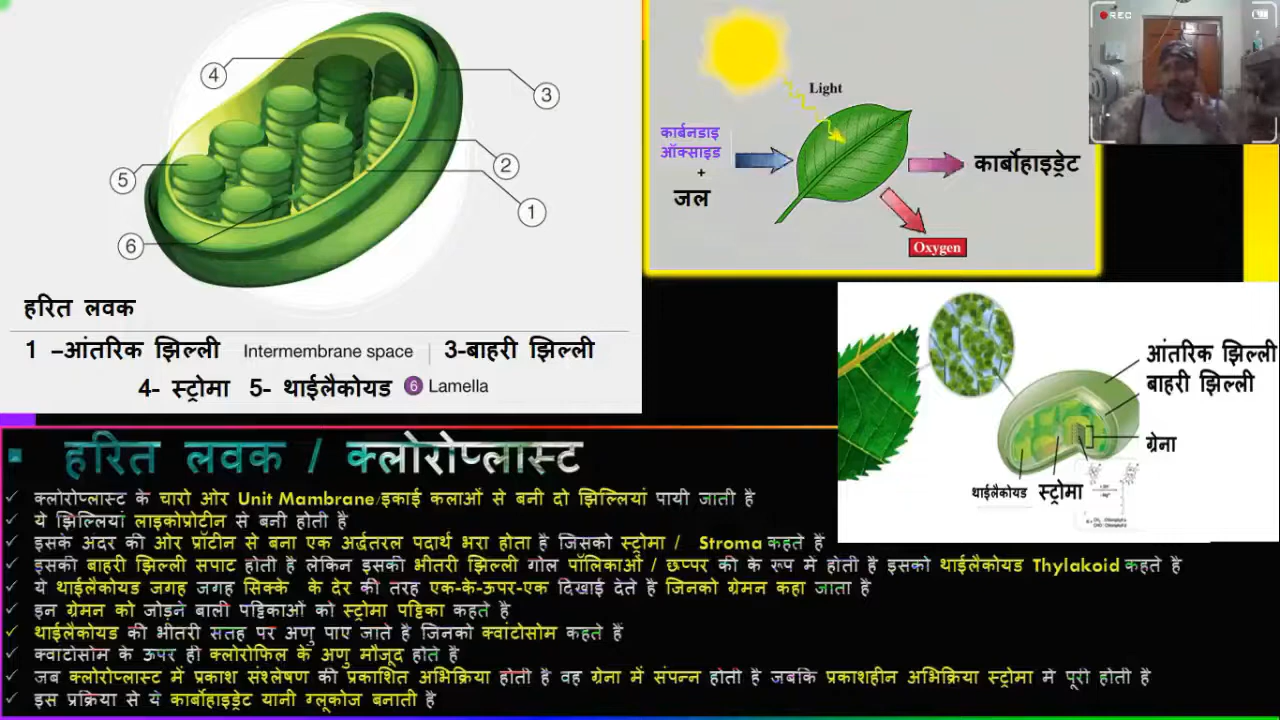 4
3
5
2
1
6
हरित लवक
1 –आंतरिक झिल्ली Intermembrane space 3-बाहरी झिल्ली
4- स्ट्रोमा 5- थाईलैकोयड 6 Lamella
Light
कार्बनडाइ
ऑक्साइड
+
जल
कार्बोहाइड्रेट
Oxygen
REC
आंतरिक झिल्ली
बाहरी झिल्ली
ग्रेना
थाईलैकोयड स्ट्रोमा
हरित लवक / क्लोरोप्लास्ट
क्लोरोप्लास्ट के चारो ओर Unit Mambrane/इकाई कलाओं से बनी दो झिल्लियां पायी जाती है
ये झिल्लियां लाइकोप्रोटीन से बनी होती है
इसके अंदर की ओर प्रॉटीन से बना एक अर्द्धतरल पदार्थ भरा होता है जिसको स्ट्रोमा / Stroma कहते है
इसकी बाहरी झिल्ली सपाट होती है लेकिन इसकी भीतरी झिल्ली गोल पॉलिकाओं / छप्पर की के रूप में होती है इसको थाईलैकोयड Thylakoid कहते है
ये थाईलैकोयड जगह जगह सिक्के के देर की तरह एक-के-ऊपर-एक दिखाई देते है जिनको ग्रेमन कहा जाता है
इन ग्रेमन को जोड़ने बाली पट्टिकाओं को स्ट्रोमा पट्टिका कहते है
थाईलैकोयड की भीतरी सतह पर अणु पाए जाते है जिनको क्वांटोसोम कहते है
क्वाटोसोम के ऊपर ही क्लोरोफिल के अणु मौजूद होते है
जब क्लोरोप्लास्ट में प्रकाश संश्लेषण की प्रकाशित अभिक्रिया होती है वह ग्रेना में संपन्न होती है जबकि प्रकाशहीन अभिक्रिया स्ट्रोमा में पूरी होती है
इस प्रक्रिया से ये कार्बोहाइड्रेट यानी ग्लूकोज बनाती है